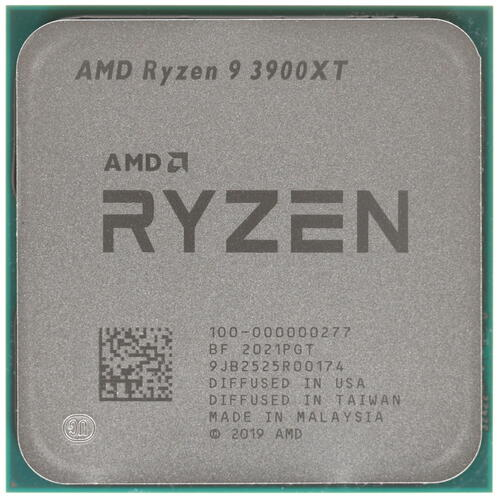 AMD Ryzen 9 3900XT
AMD
RYZEN
100-000000277
BF 2021PGT
9JB2525R00174
DIFFUSED IN USA
DIFFUSED IN TAIWAN
MADE IN MALAYSIA
© 2019 AMD